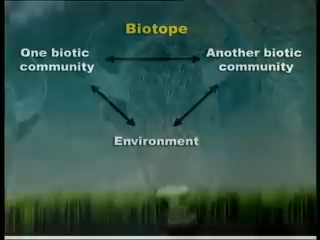 Biotope
One biotic
community
Another biotic
community
Environment